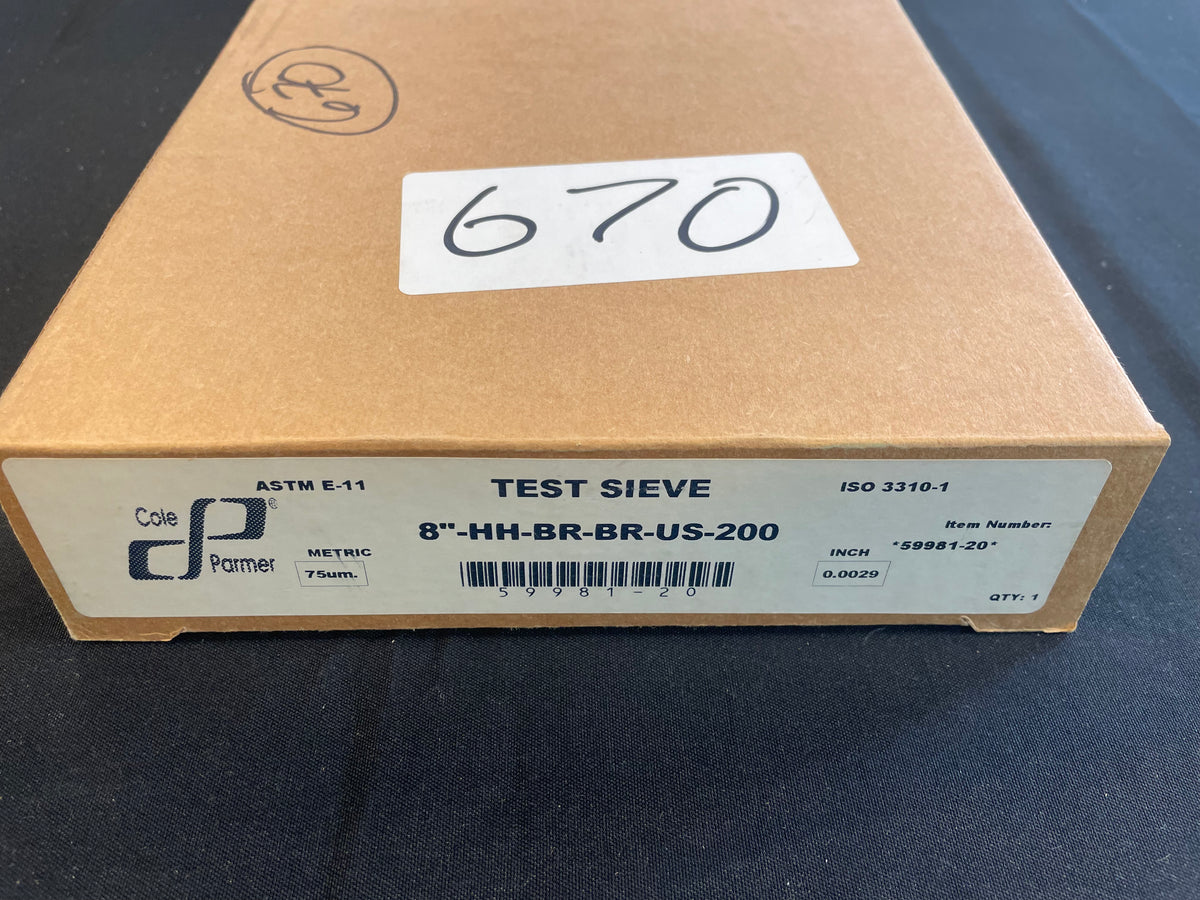 670
ASTM E-11
TEST SIEVE
ISO 3310-1
Cole
Parmer
®
8"-HH-BR-BR-US-200
Item Number:
*59981-20*
METRIC
75um.
INCH
0.0029
59981-20
QTY: 1